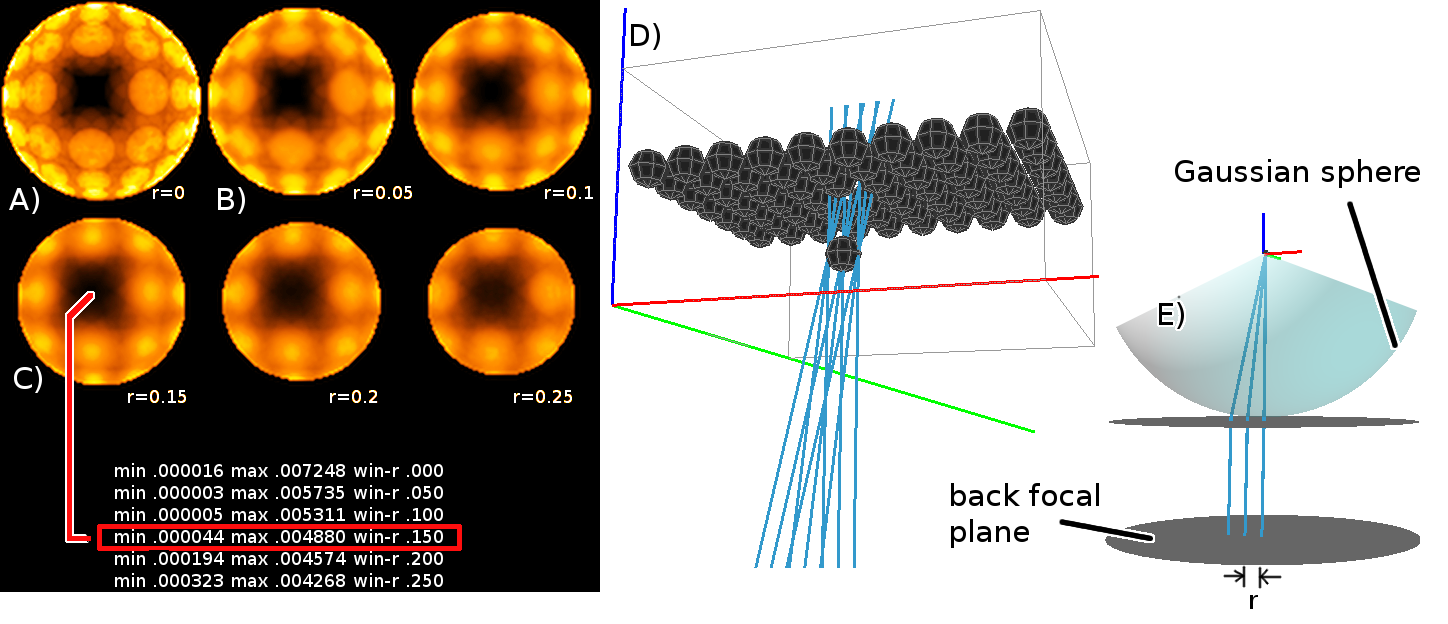 A)
r=0
B)
r=0.05
r=0.1
C)
r=0.15
r=0.2
r=0.25
min .000016 max .007248 win-r .000
min .000003 max .005735 win-r .050
min .000005 max .005311 win-r .100
min .000044 max .004880 win-r .150
min .000194 max .004574 win-r .200
min .000323 max .004268 win-r .250
D)
Gaussian sphere
E)
back focal
plane
r